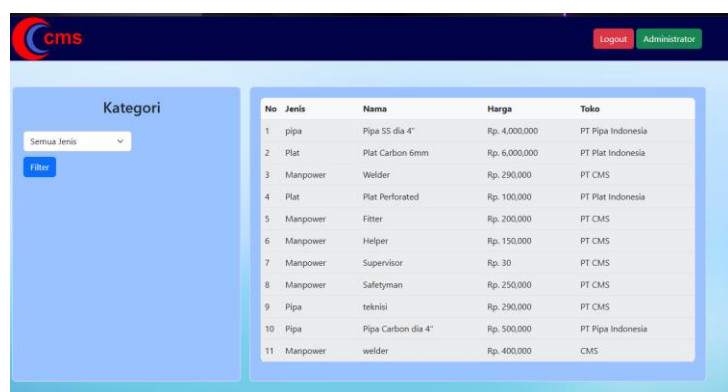 cms
Logout Administrator
Kategori
Semua Jenis
Filter
No Jenis Nama Harga Toko
1 pipa Pipa SS dia 4" Rp. 4,000,000 PT Pipa Indonesia
2 Plat Plat Carbon 6mm Rp. 6,000,000 PT Plat Indonesia
3 Manpower Welder Rp. 290,000 PT CMS
4 Plat Plat Perforated Rp. 100,000 PT Plat Indonesia
5 Manpower Fitter Rp. 200,000 PT CMS
6 Manpower Helper Rp. 150,000 PT CMS
7 Manpower Supervisor Rp. 30 PT CMS
8 Manpower Safetyman Rp. 250,000 PT CMS
9 Pipa teknisi Rp. 290,000 PT CMS
10 Pipa Pipa Carbon dia 4" Rp. 500,000 PT Pipa Indonesia
11 Manpower welder Rp. 400,000 CMS